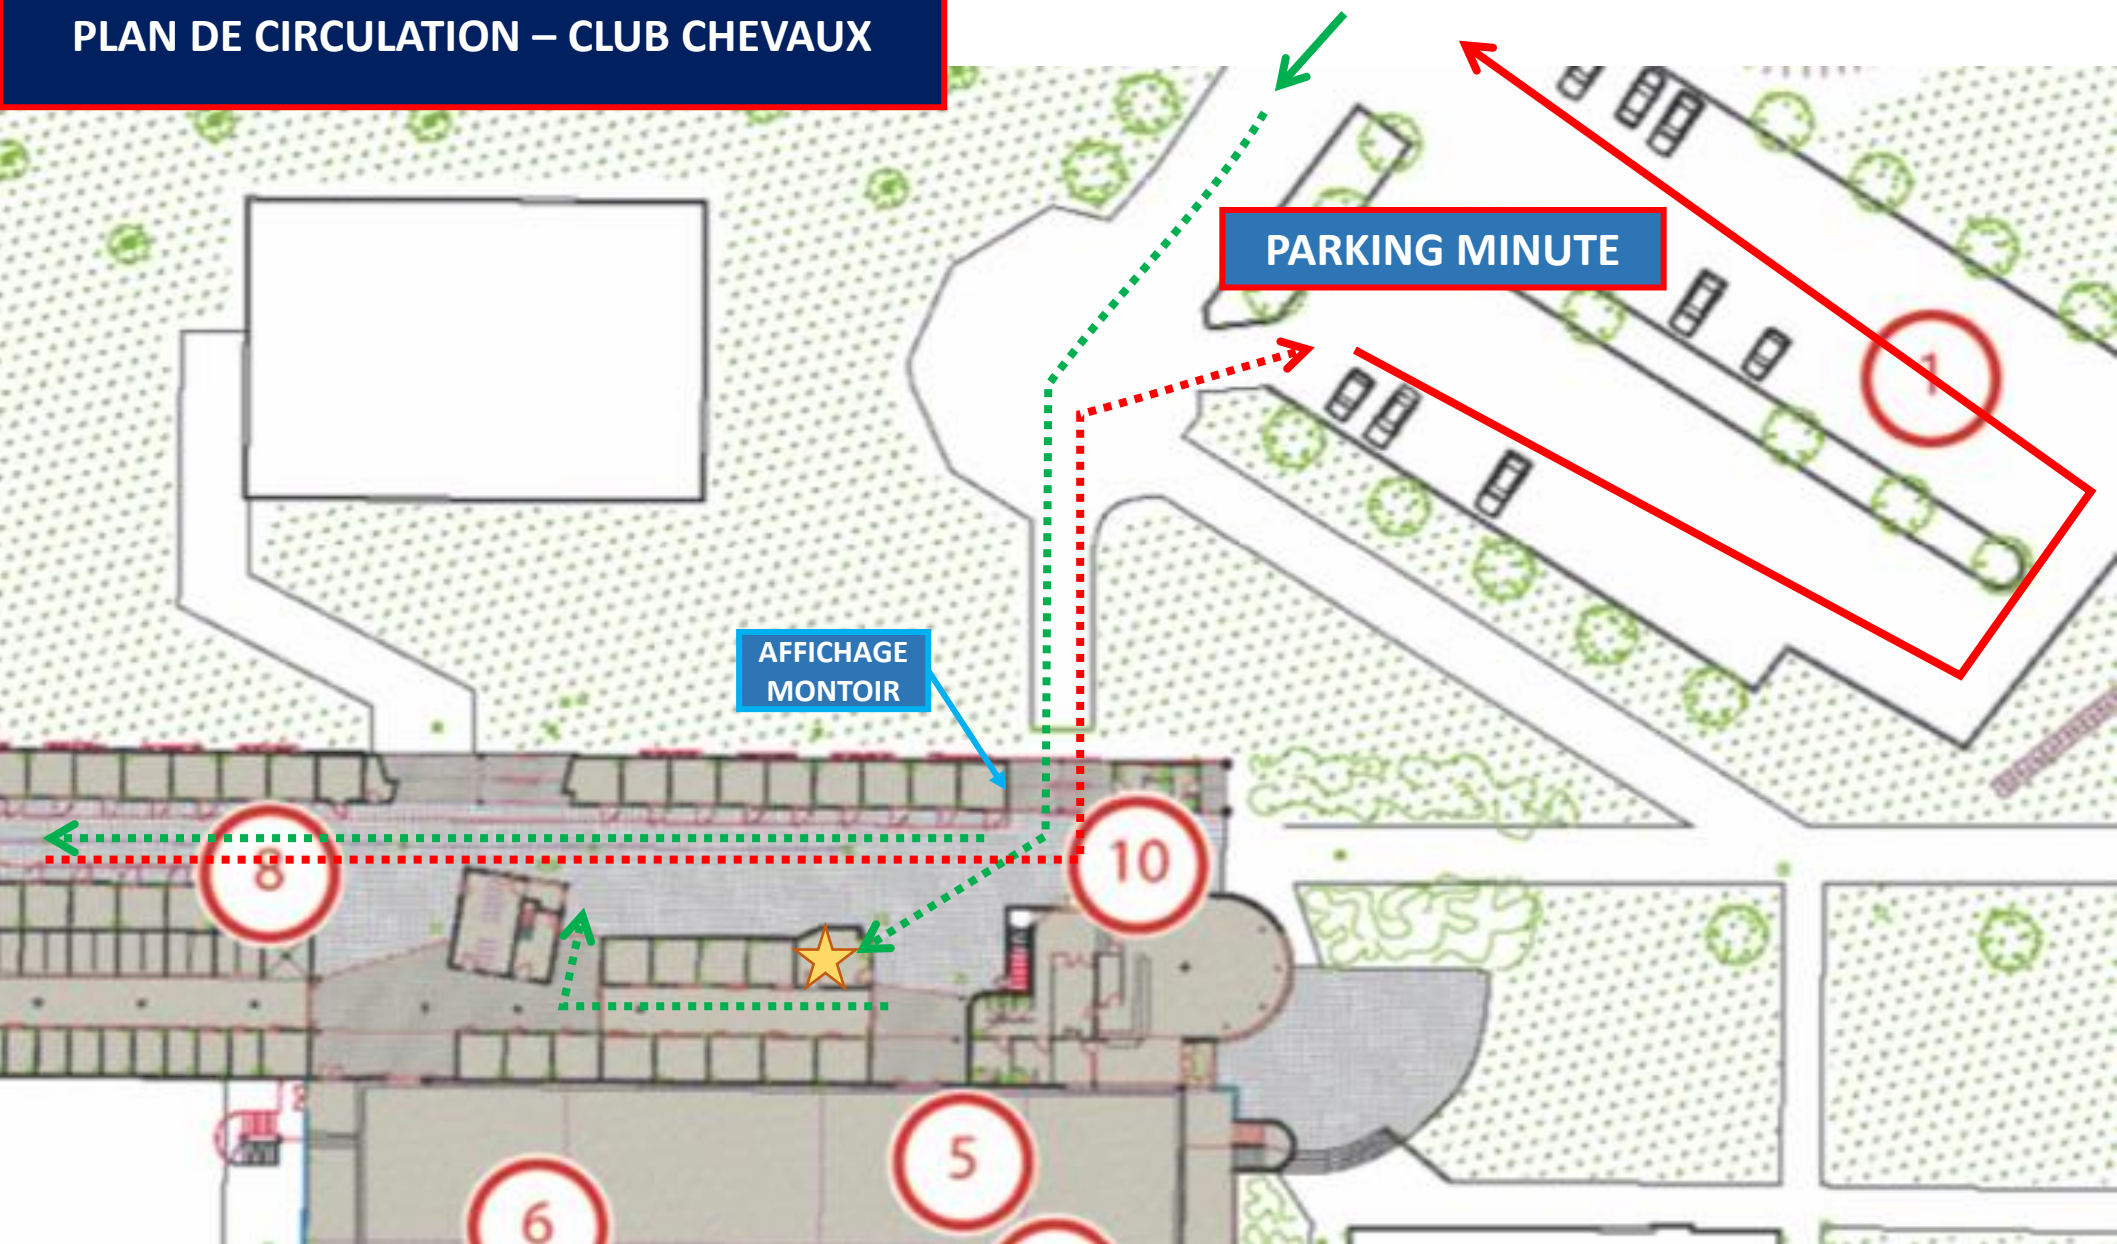 PLAN DE CIRCULATION – CLUB CHEVAUX
PARKING MINUTE
1
AFFICHAGE
MONTOIR
8
10
5
6